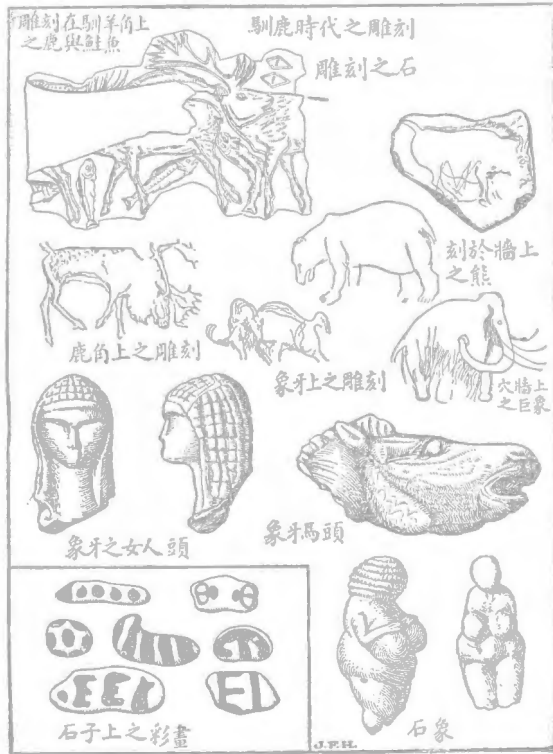 雕刻在馴羊角上
之鹿與鮭魚
馴鹿時代之雕刻
雕刻之石
刻於牆上
之熊
鹿角上之雕刻
象牙上之雕刻
穴牆上
之巨象
象牙之女人頭
象牙馬頭
石子上之彩畫
石象
J.F.H.